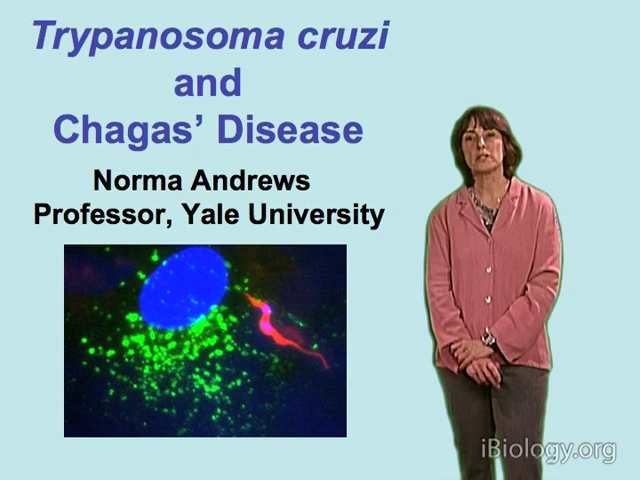 Trypanosoma cruzi
and
Chagas’ Disease
Norma Andrews
Professor, Yale University
iBiology.org